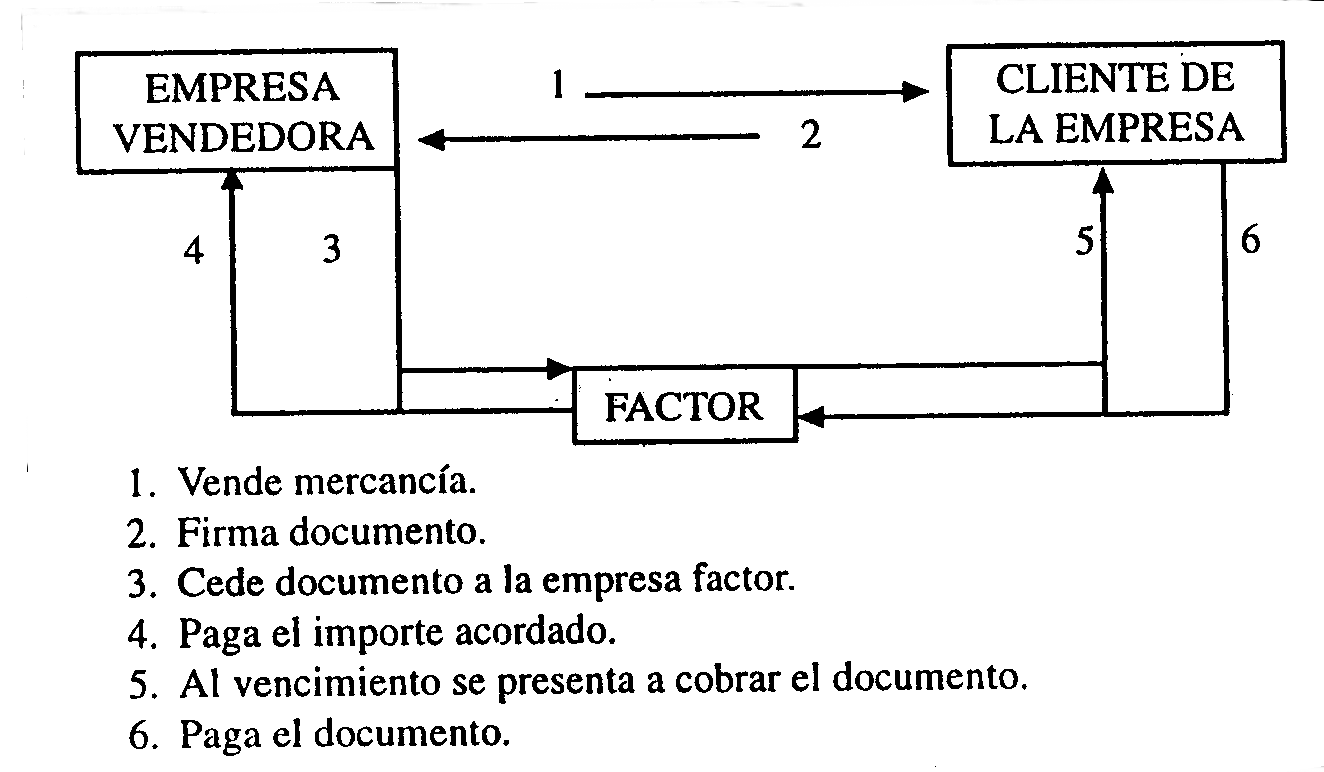 EMPRESA
VENDEDORA
1
2
CLIENTE DE
LA EMPRESA
4
3
5
6
FACTOR
1. Vende mercancía.
2. Firma documento.
3. Cede documento a la empresa factor.
4. Paga el importe acordado.
5. Al vencimiento se presenta a cobrar el documento.
6. Paga el documento.